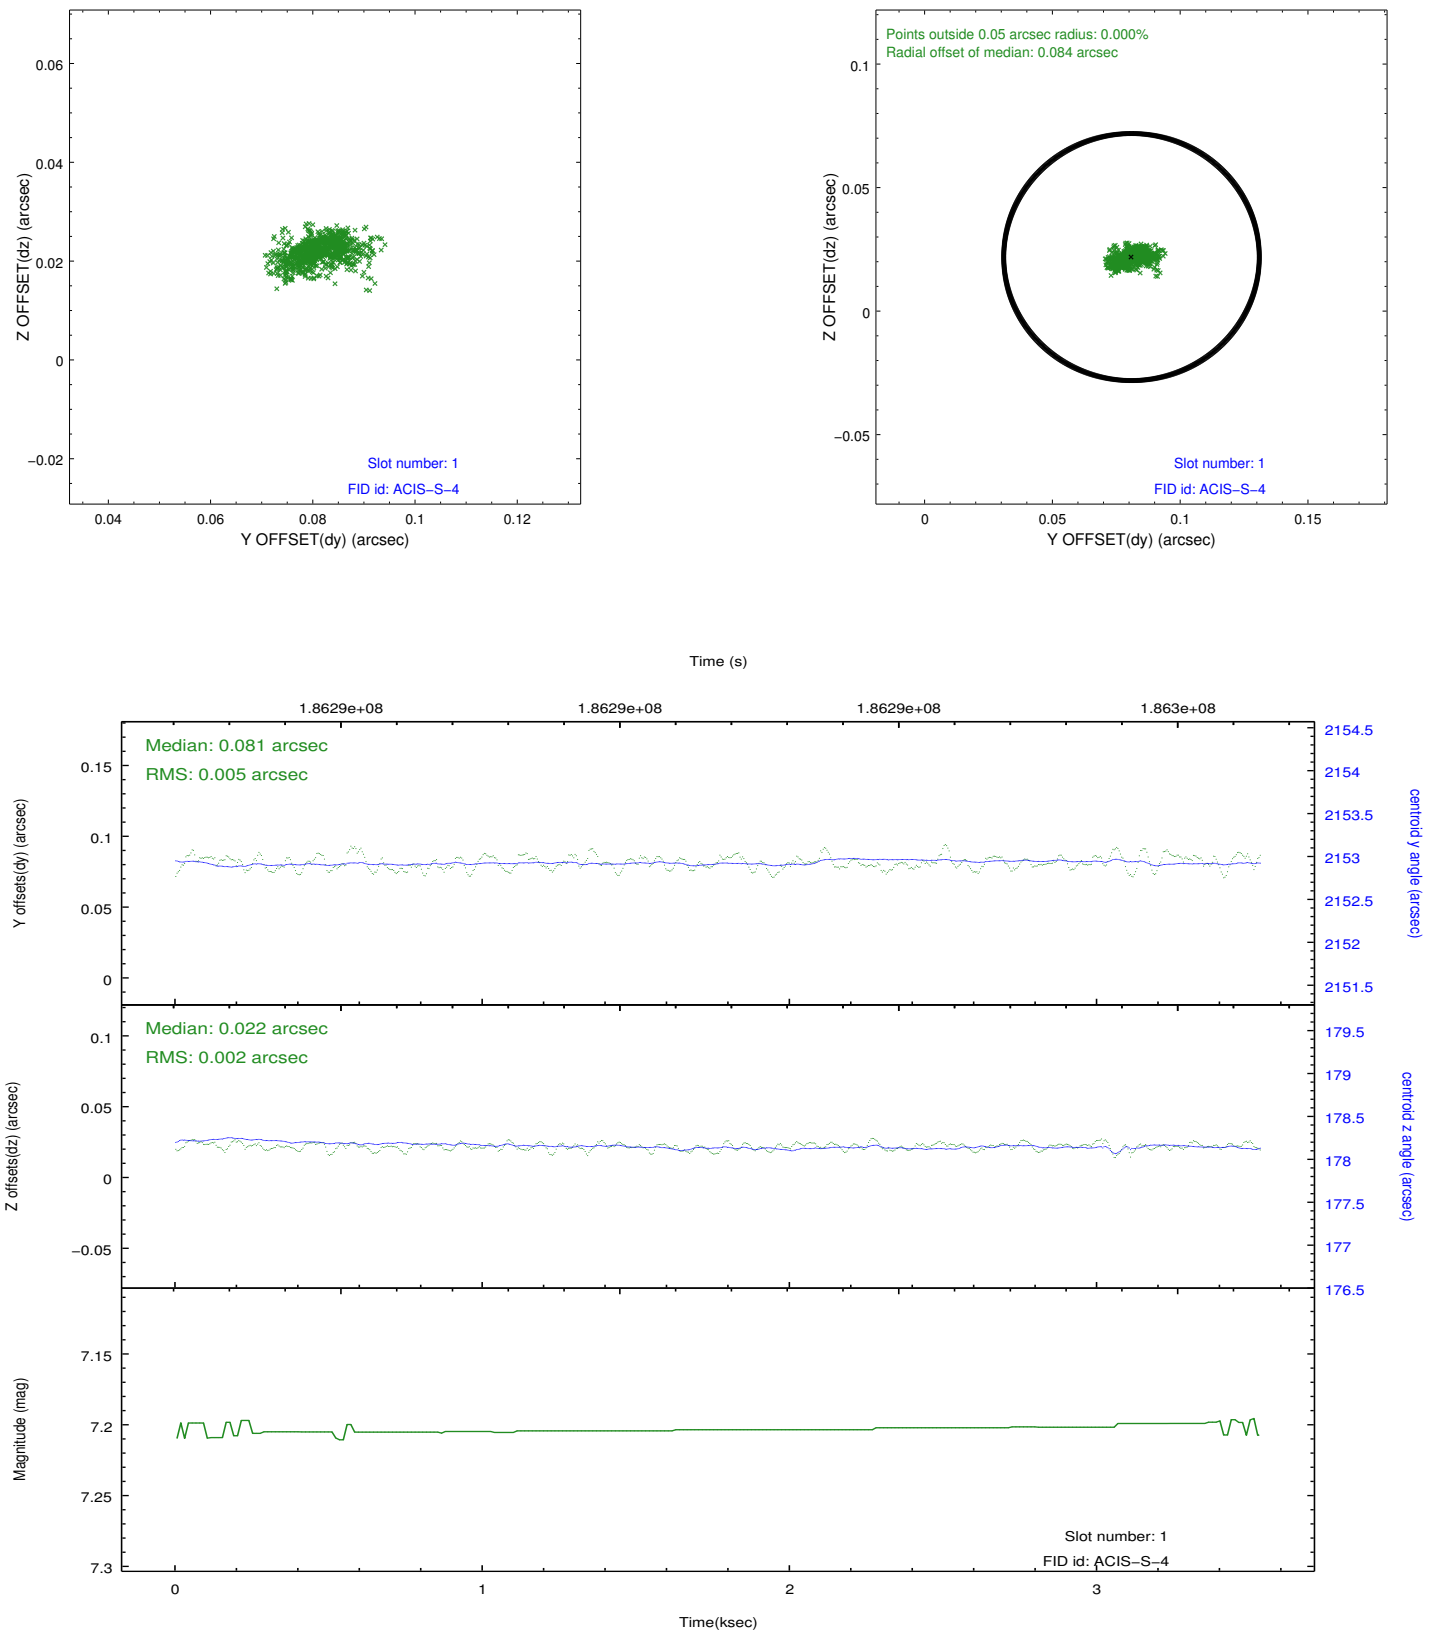 0.06
0.04
0.02
0
−0.02
Z OFFSET(dz) (arcsec)
Slot number: 1
FID id: ACIS−S−4
0.04
0.06
0.08
0.1
0.12
Y OFFSET(dy) (arcsec)
Points outside 0.05 arcsec radius: 0.000%
Radial offset of median: 0.084 arcsec
0.1
0.05
0
−0.05
Z OFFSET(dz) (arcsec)
Slot number: 1
FID id: ACIS−S−4
0
0.05
0.1
0.15
Y OFFSET(dy) (arcsec)
Time (s)
1.8629e+08
1.8629e+08
1.8629e+08
1.863e+08
Median: 0.081 arcsec
RMS: 0.005 arcsec
0.15
0.1
0.05
0
Y offsets(dy) (arcsec)
2154.5
2154
2153.5
2153
2152.5
2152
2151.5
centroid y angle (arcsec)
Median: 0.022 arcsec
RMS: 0.002 arcsec
0.1
0.05
0
−0.05
Z offsets(dz) (arcsec)
179.5
179
178.5
178
177.5
177
176.5
centroid z angle (arcsec)
7.15
7.2
7.25
7.3
Magnitude (mag)
Slot number: 1
FID id: ACIS−S−4
0
1
2
3
Time(ksec)